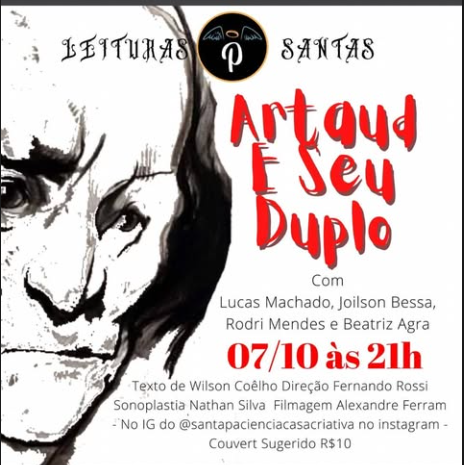 LEITURAS P SANTAS
Artaud
E Seu
Duplo
Com
Lucas Machado, Joilson Bessa,
Rodri Mendes e Beatriz Agra
07/10 às 21h
Texto de Wilson Coêlho Direção Fernando Rossi
Sonoplastia Nathan Silva Filmagem Alexandre Ferram
- No IG do @santapacienciacasacriativa no instagram -
Couvert Sugerido R$10